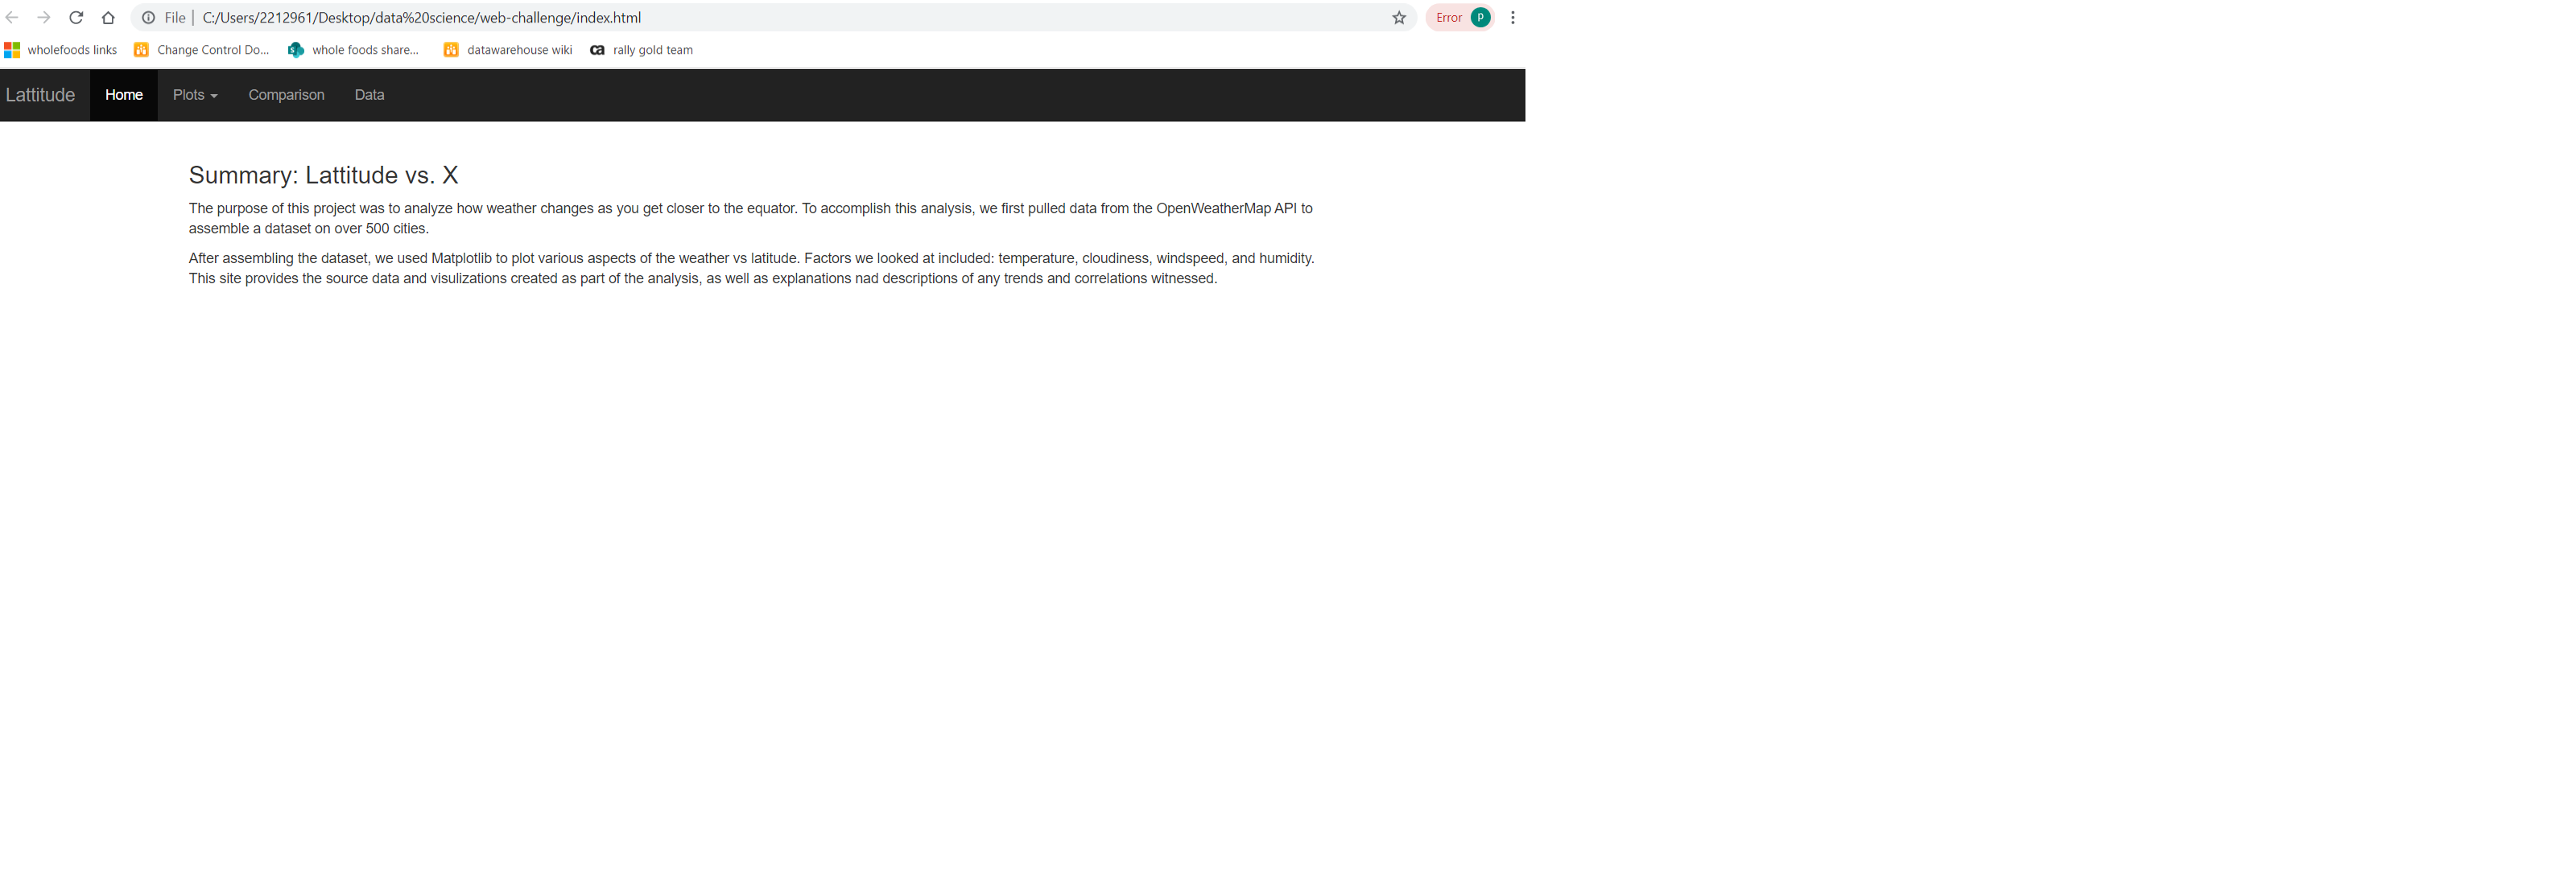 File | C:/Users/2212961/Desktop/data%20science/web-challenge/index.html Error p
wholefoods links Change Control Do... whole foods share... datawarehouse wiki ca rally gold team
Lattitude Home Plots Comparison Data
Summary: Lattitude vs. X
The purpose of this project was to analyze how weather changes as you get closer to the equator. To accomplish this analysis, we first pulled data from the OpenWeatherMap API to
assemble a dataset on over 500 cities.
After assembling the dataset, we used Matplotlib to plot various aspects of the weather vs latitude. Factors we looked at included: temperature, cloudiness, windspeed, and humidity.
This site provides the source data and visulizations created as part of the analysis, as well as explanations nad descriptions of any trends and correlations witnessed.